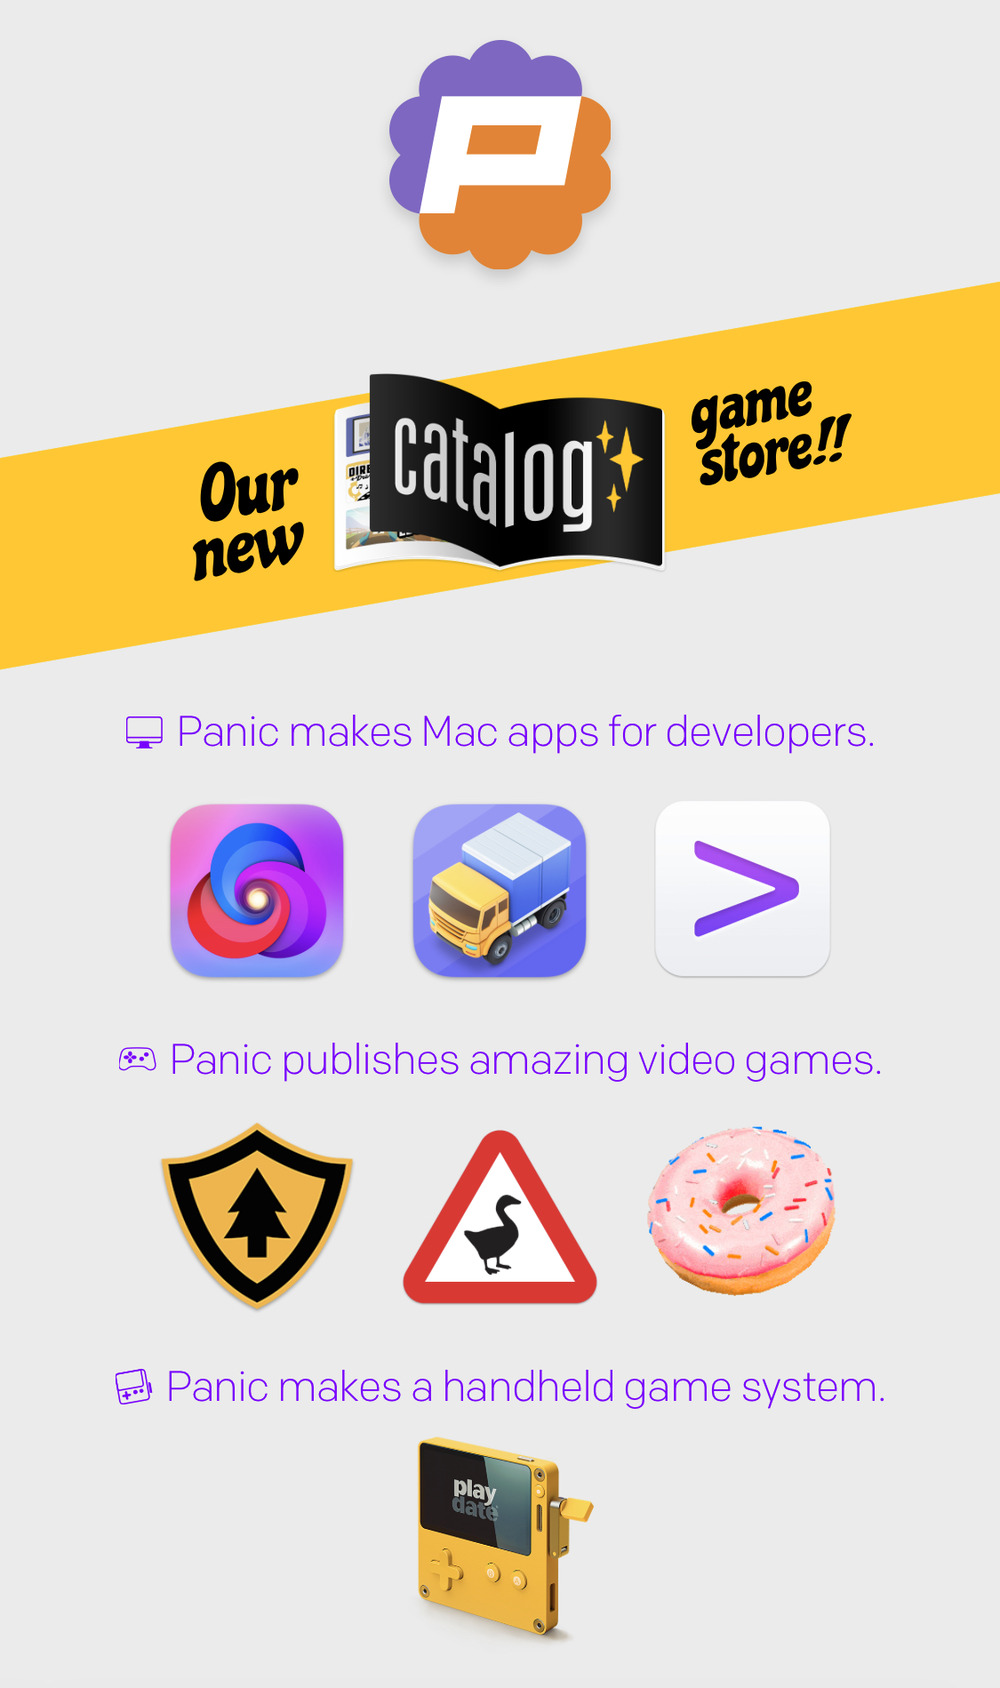 P
Our
new
DIRE
catalog
game
store!!
Panic makes Mac apps for developers.
Panic publishes amazing video games.
Panic makes a handheld game system.
play
date